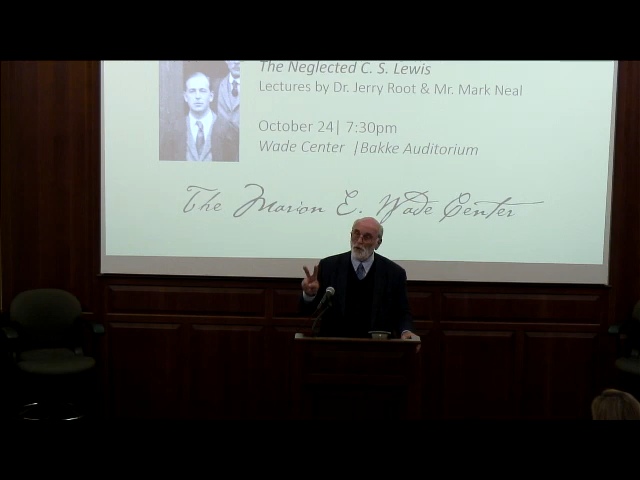 The Neglected C. S. Lewis
Lectures by Dr. Jerry Root & Mr. Mark Neal
October 24| 7:30pm
Wade Center |Bakke Auditorium
The Marion E. Wade Center